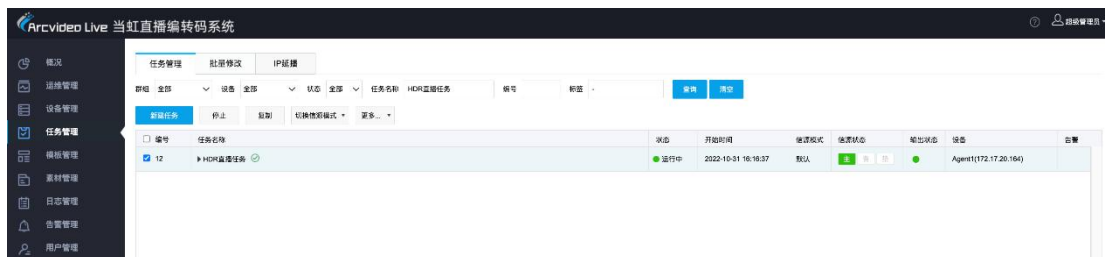 Arcvideo Live 当虹直播编转码系统
超级管理员
概况
运维管理
设备管理
任务管理
模板管理
素材管理
日志管理
告警管理
用户管理
任务管理 批量修改 IP延播
群组 全部 设备 全部 状态 全部 任务名称 HDR直播任务 编号 标签 - 查询 清空
新建任务 停止 复制 切换信源模式 更多...
编号 任务名称 状态 开始时间 信源模式 信源状态 输出状态 设备 告警
12 HDR直播任务 运行中 2022-10-31 16:16:37 默认 主 Agent1(172.17.20.164)